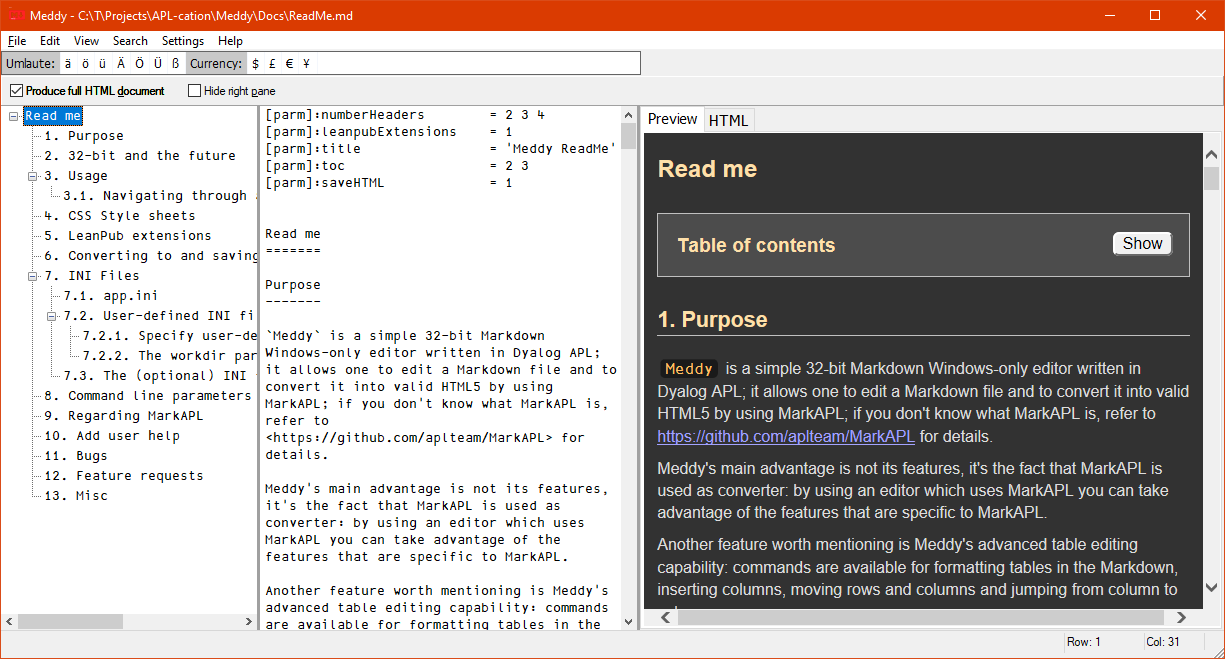 Meddy - C:\T\Projects\APL-cation\Meddy\Docs\ReadMe.md
File Edit View Search Settings Help
Umlaute: ä ö ü Ä Ö Ü ß Currency: $ £ € ¥
Produce full HTML document Hide right pane
Read me
1. Purpose
2. 32-bit and the future
3. Usage
3.1. Navigating through
4. CSS Style sheets
5. LeanPub extensions
6. Converting to and saving
7. INI Files
7.1. app.ini
7.2. User-defined INI fi
7.2.1. Specify user-de
7.2.2. The workdir par
7.3. The (optional) INI
8. Command line parameters
9. Regarding MarkAPL
10. Add user help
11. Bugs
12. Feature requests
13. Misc
[parm]:numberHeaders = 2 3 4
[parm]:leanpubExtensions = 1
[parm]:title = 'Meddy ReadMe'
[parm]:toc = 2 3
[parm]:saveHTML = 1
Read me
=======
Purpose
-------
`Meddy` is a simple 32-bit Markdown
Windows-only editor written in Dyalog APL;
it allows one to edit a Markdown file and to
convert it into valid HTML5 by using
MarkAPL; if you don't know what MarkAPL is,
refer to
<https://github.com/aplteam/MarkAPL> for
details.
Meddy's main advantage is not its features,
it's the fact that MarkAPL is used as
converter: by using an editor which uses
MarkAPL you can take advantage of the
features that are specific to MarkAPL.
Another feature worth mentioning is Meddy's
advanced table editing capability: commands
are available for formatting tables in the
Preview HTML
Read me
Table of contents Show
1. Purpose
Meddy is a simple 32-bit Markdown Windows-only editor written in
Dyalog APL; it allows one to edit a Markdown file and to convert it into valid
HTML5 by using MarkAPL; if you don't know what MarkAPL is, refer to
https://github.com/aplteam/MarkAPL for details.
Meddy's main advantage is not its features, it's the fact that MarkAPL is
used as converter: by using an editor which uses MarkAPL you can take
advantage of the features that are specific to MarkAPL.
Another feature worth mentioning is Meddy's advanced table editing
capability: commands are available for formatting tables in the Markdown,
inserting columns, moving rows and columns and jumping from column to
Row: 1 Col: 31